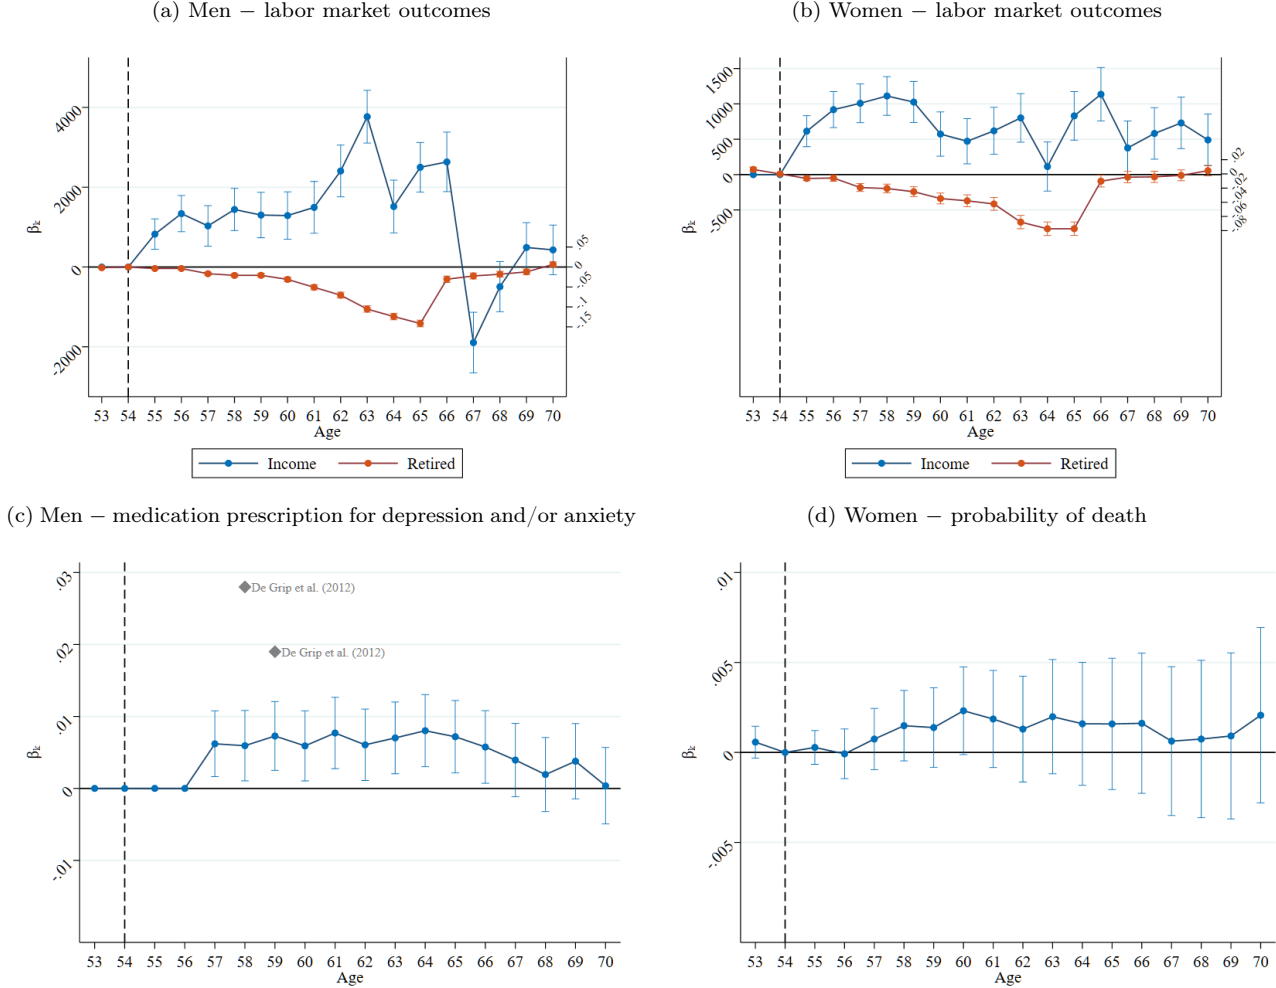 (a) Men − labor market outcomes
4000
2000
0
-2000
βk
.05
0
-.05
-.1
-.15
53 54 55 56 57 58 59 60 61 62 63 64 65 66 67 68 69 70
Age
Income Retired
(b) Women − labor market outcomes
1500
1000
500
0
-500
βk
.02
0
-.02
-.04
-.06
-.08
53 54 55 56 57 58 59 60 61 62 63 64 65 66 67 68 69 70
Age
Income Retired
(c) Men − medication prescription for depression and/or anxiety
.03
.02
.01
0
-.01
βk
De Grip et al. (2012)
De Grip et al. (2012)
53 54 55 56 57 58 59 60 61 62 63 64 65 66 67 68 69 70
Age
(d) Women − probability of death
.01
.005
0
-.005
βk
53 54 55 56 57 58 59 60 61 62 63 64 65 66 67 68 69 70
Age